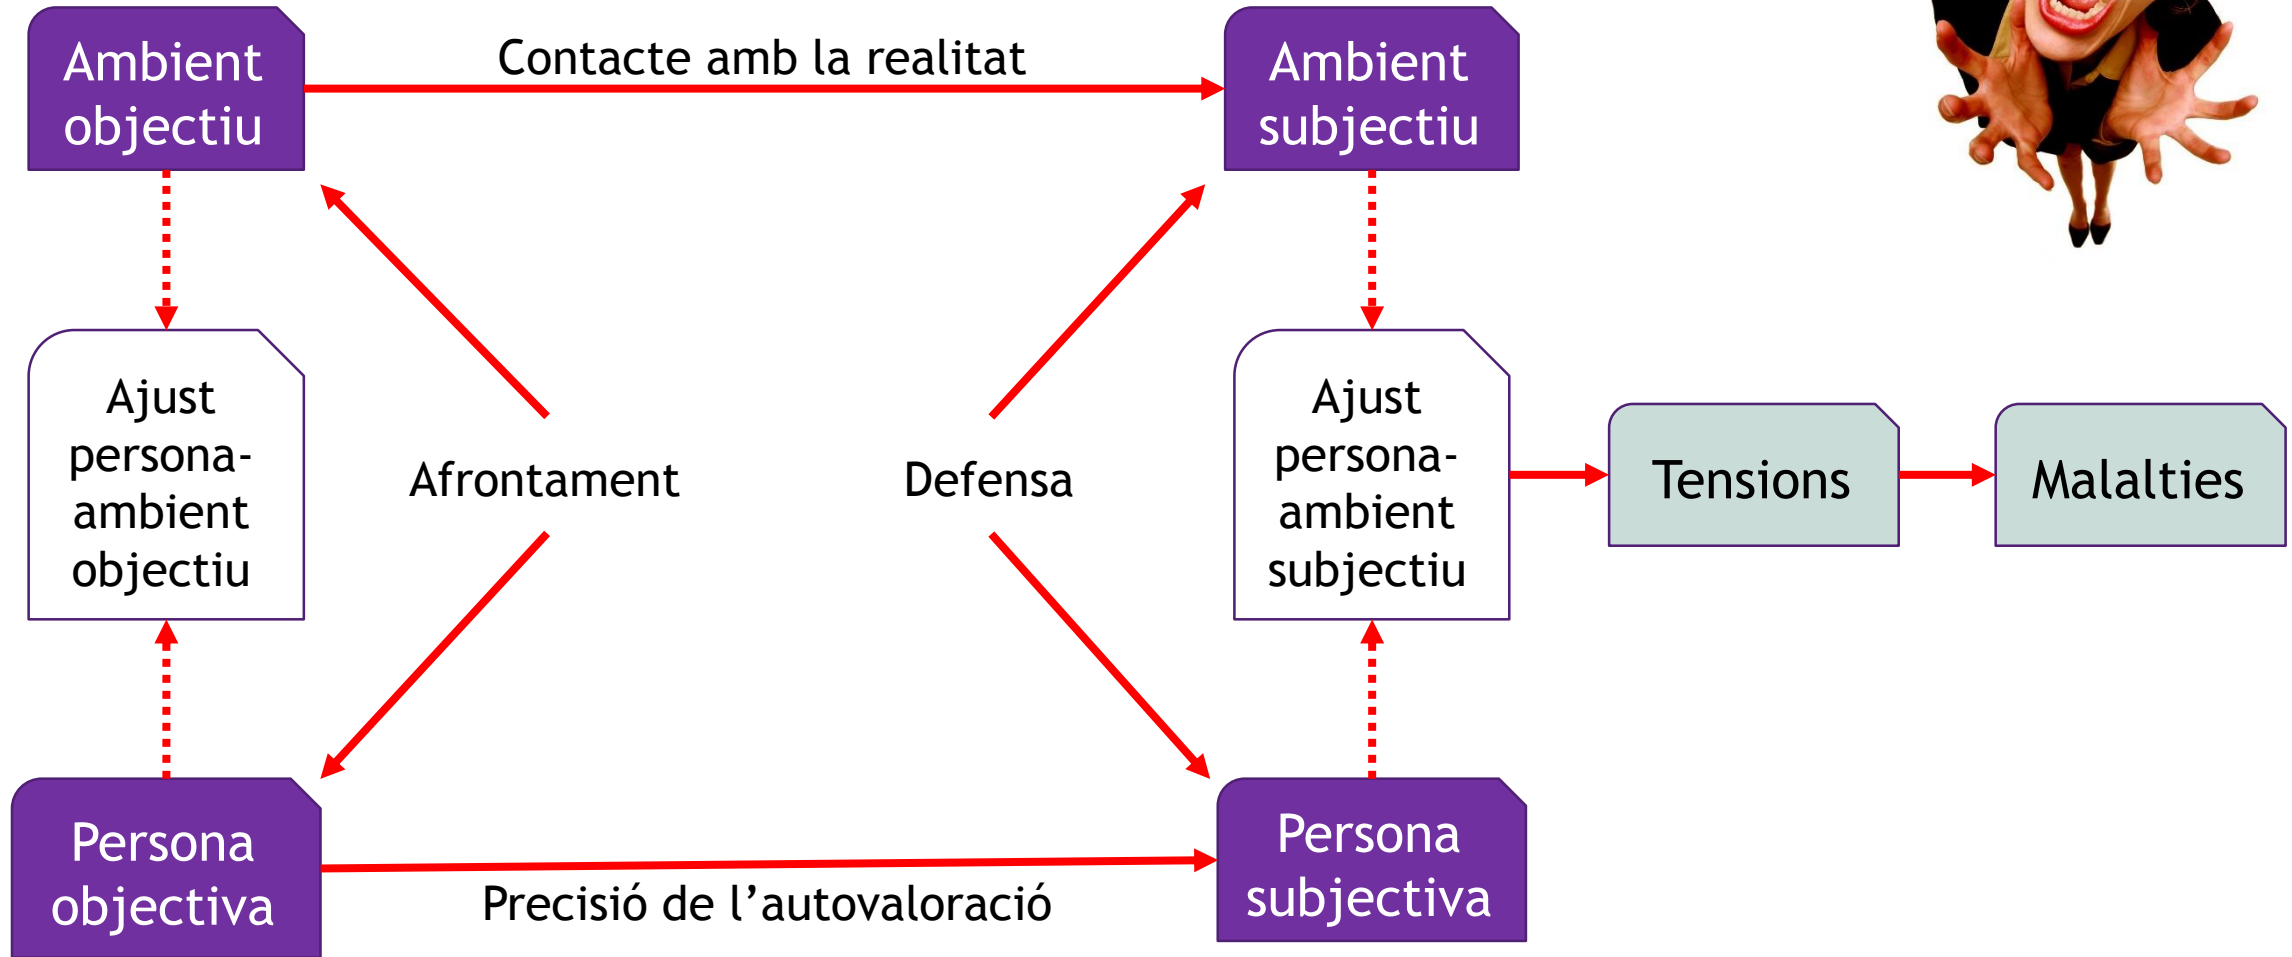 Ambient
objectiu
Contacte amb la realitat
Ambient
subjectiu
Ajust
persona-
ambient
objectiu
Afrontament
Defensa
Ajust
persona-
ambient
subjectiu
Tensions
Malalties
Persona
objectiva
Precisió de l’autovaloració
Persona
subjectiva